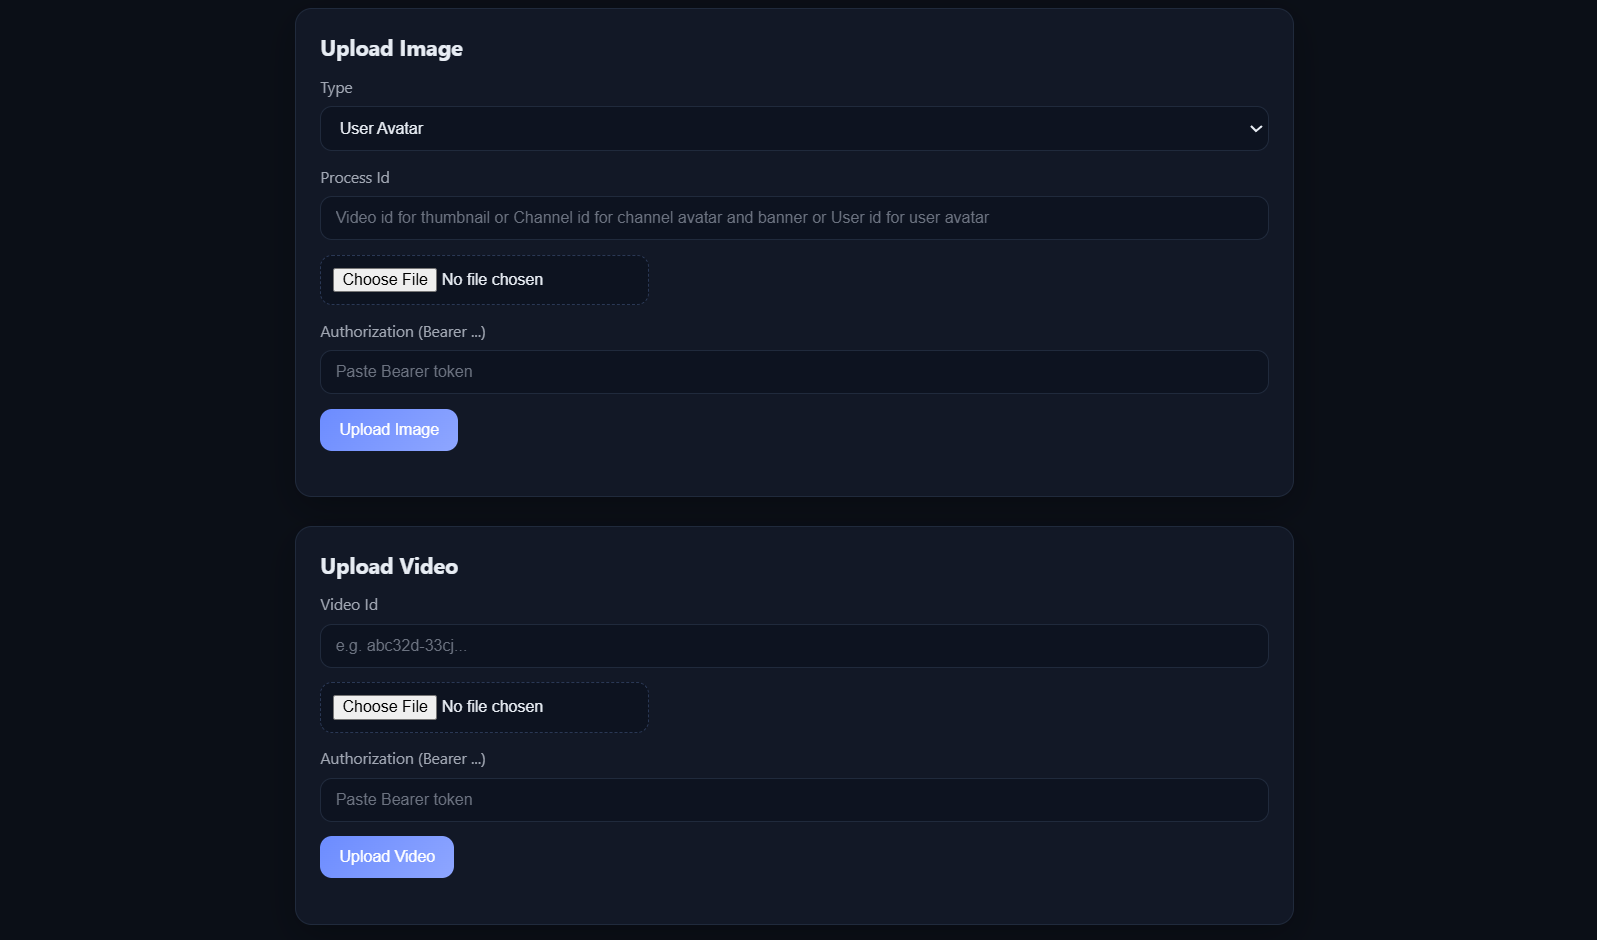 Upload Image
Type
User Avatar
Process Id
Video id for thumbnail or Channel id for channel avatar and banner or User id for user avatar
Choose File No file chosen
Authorization (Bearer ...)
Paste Bearer token
Upload Image
Upload Video
Video Id
e.g. abc32d-33cj...
Choose File No file chosen
Authorization (Bearer ...)
Paste Bearer token
Upload Video